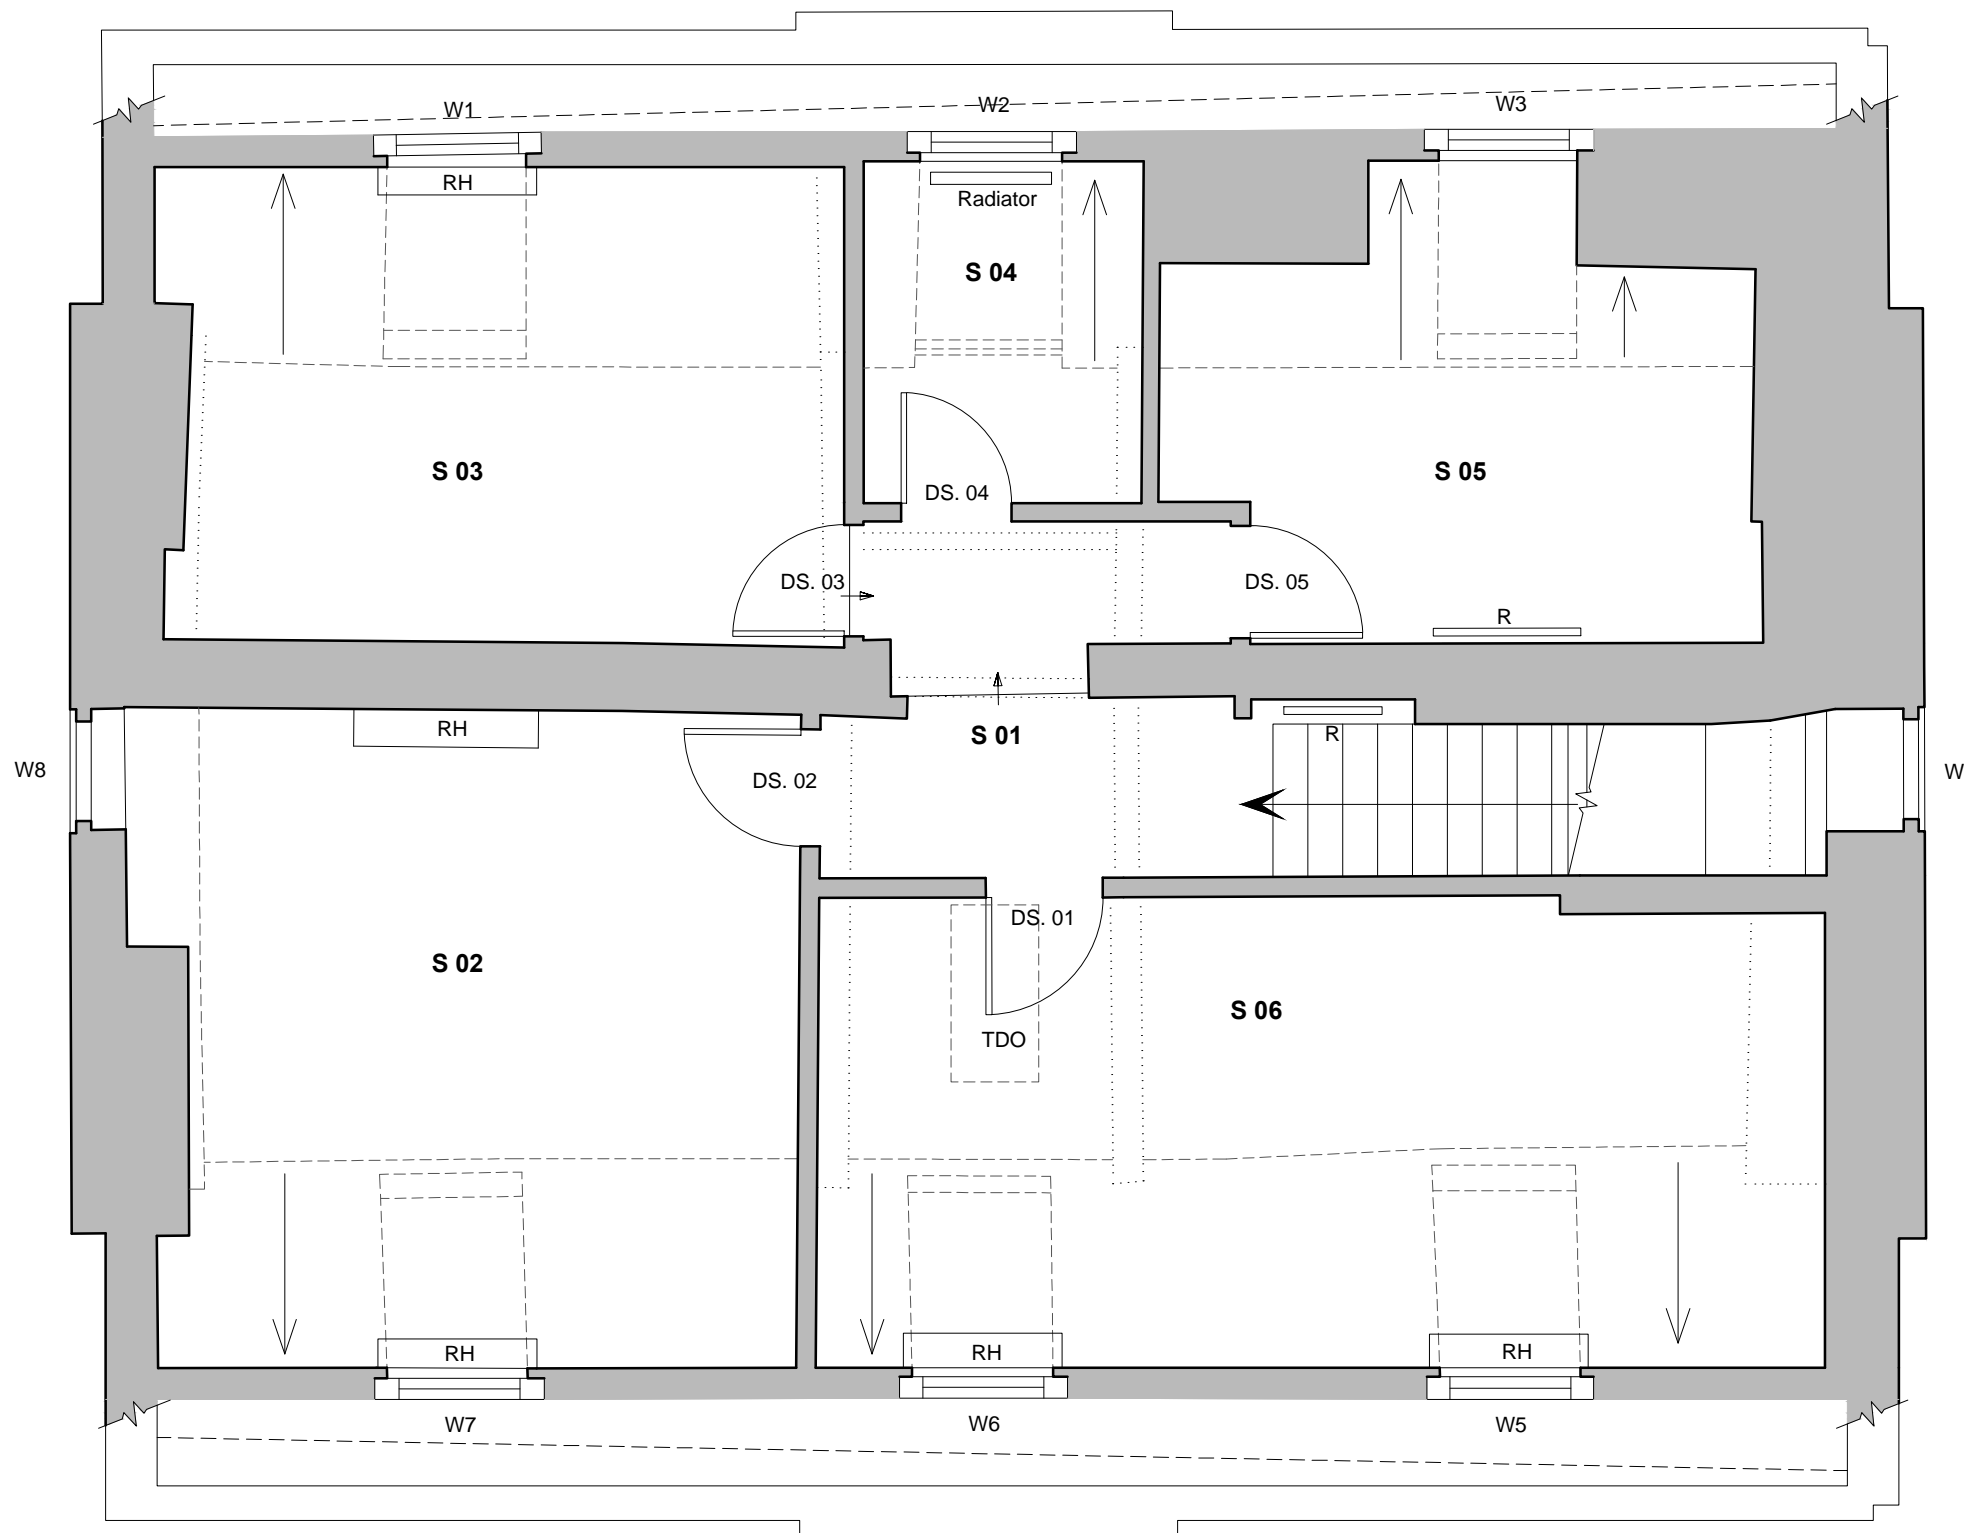 W1
W2
W3
RH
Radiator
S 04
S 03
S 05
DS. 04
DS. 03
DS. 05
R
RH
S 01
R
W8
DS. 02
W
DS. 01
S 02
S 06
TDO
RH
RH
RH
W7
W6
W5